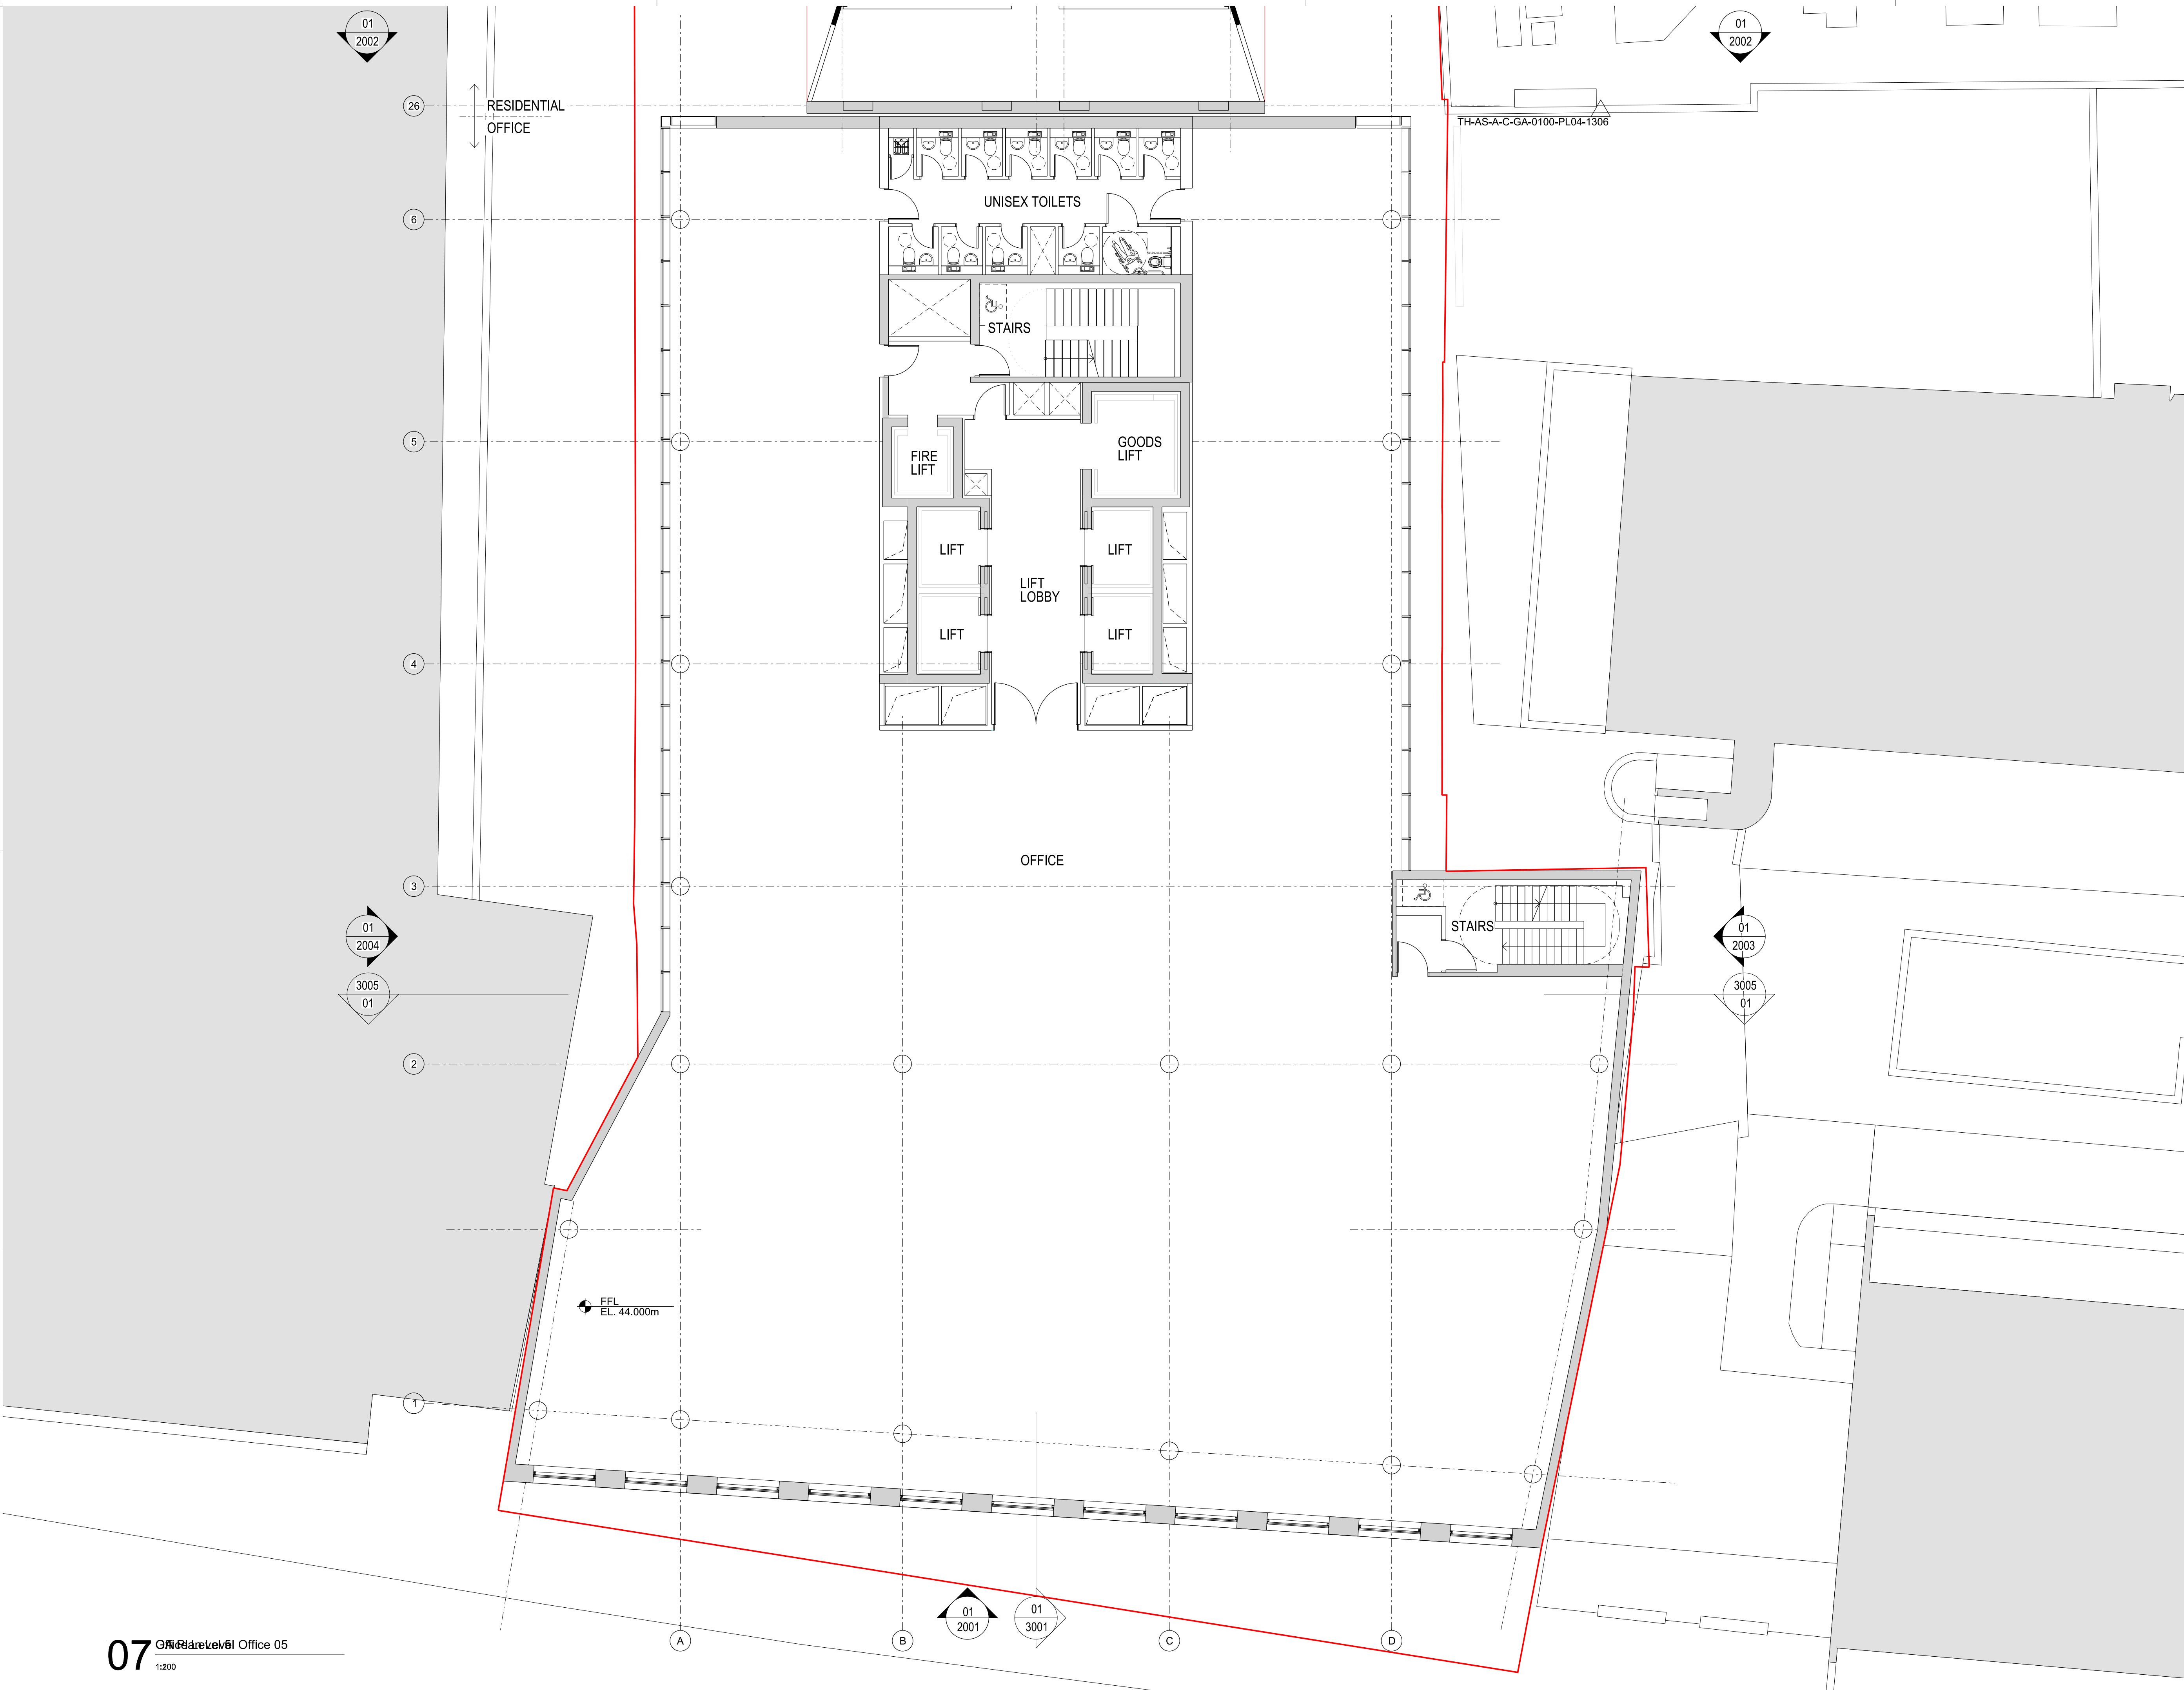 01
2002
01
2002
26
RESIDENTIAL
OFFICE
TH-AS-A-C-GA-0100-PL04-1306
UNISEX TOILETS
6
STAIRS
5
FIRE
LIFT
GOODS
LIFT
LIFT
LIFT
LIFT
LOBBY
LIFT
LIFT
4
OFFICE
3
STAIRS
01
2004
01
2003
3005
01
3005
01
2
FFL
EL. 44.000m
1
01
2001
01
3001
A
B
C
D
07
Office 05